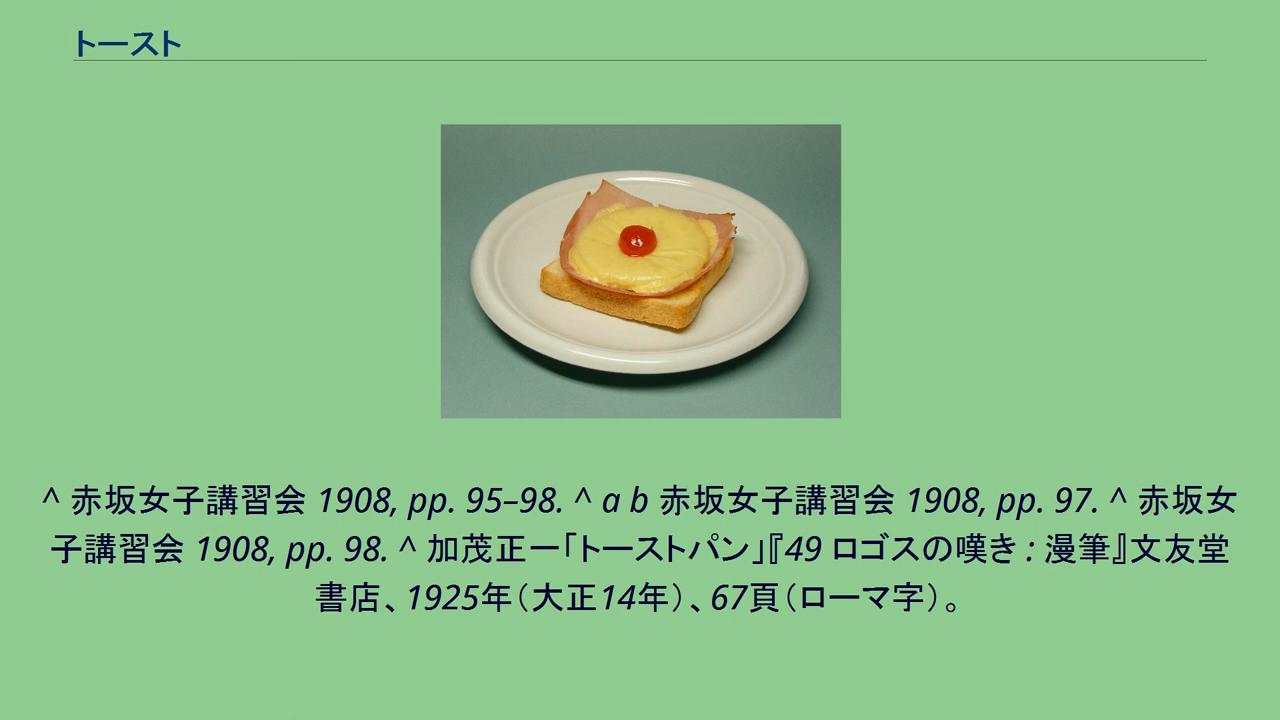 トースト
^ 赤坂女子講習会 1908, pp. 95–98. ^ a b 赤坂女子講習会 1908, pp. 97. ^ 赤坂女
子講習会 1908, pp. 98. ^ 加茂正一「トーストパン」『49 ロゴスの嘆き : 漫筆』文友堂
書店、1925年（大正14年）、67頁（ローマ字）。